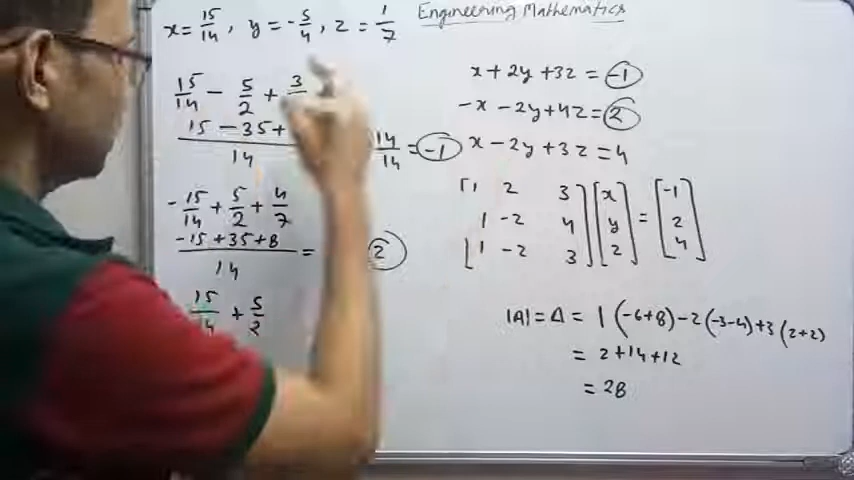 Engineering Mathematics
x = 15/14, y = -5/4, z = 1/7
15/14 - 5/2 + 3
15 - 35 +
14
14/14 = -1
-15/14 + 5/2 + 4/7
-15 + 35 + 8 / 14 =
2
15/14 + 5/2
x + 2y + 3z = -1
-x - 2y + 4z = 2
x - 2y + 3z = 4
[1 2 3] [x] = [-1]
1 -2 4 y 2
1 -2 3 z 4
|A| = Δ = 1(-6+8) - 2(-3-4) + 3(2+2)
= 2+14+12
= 28